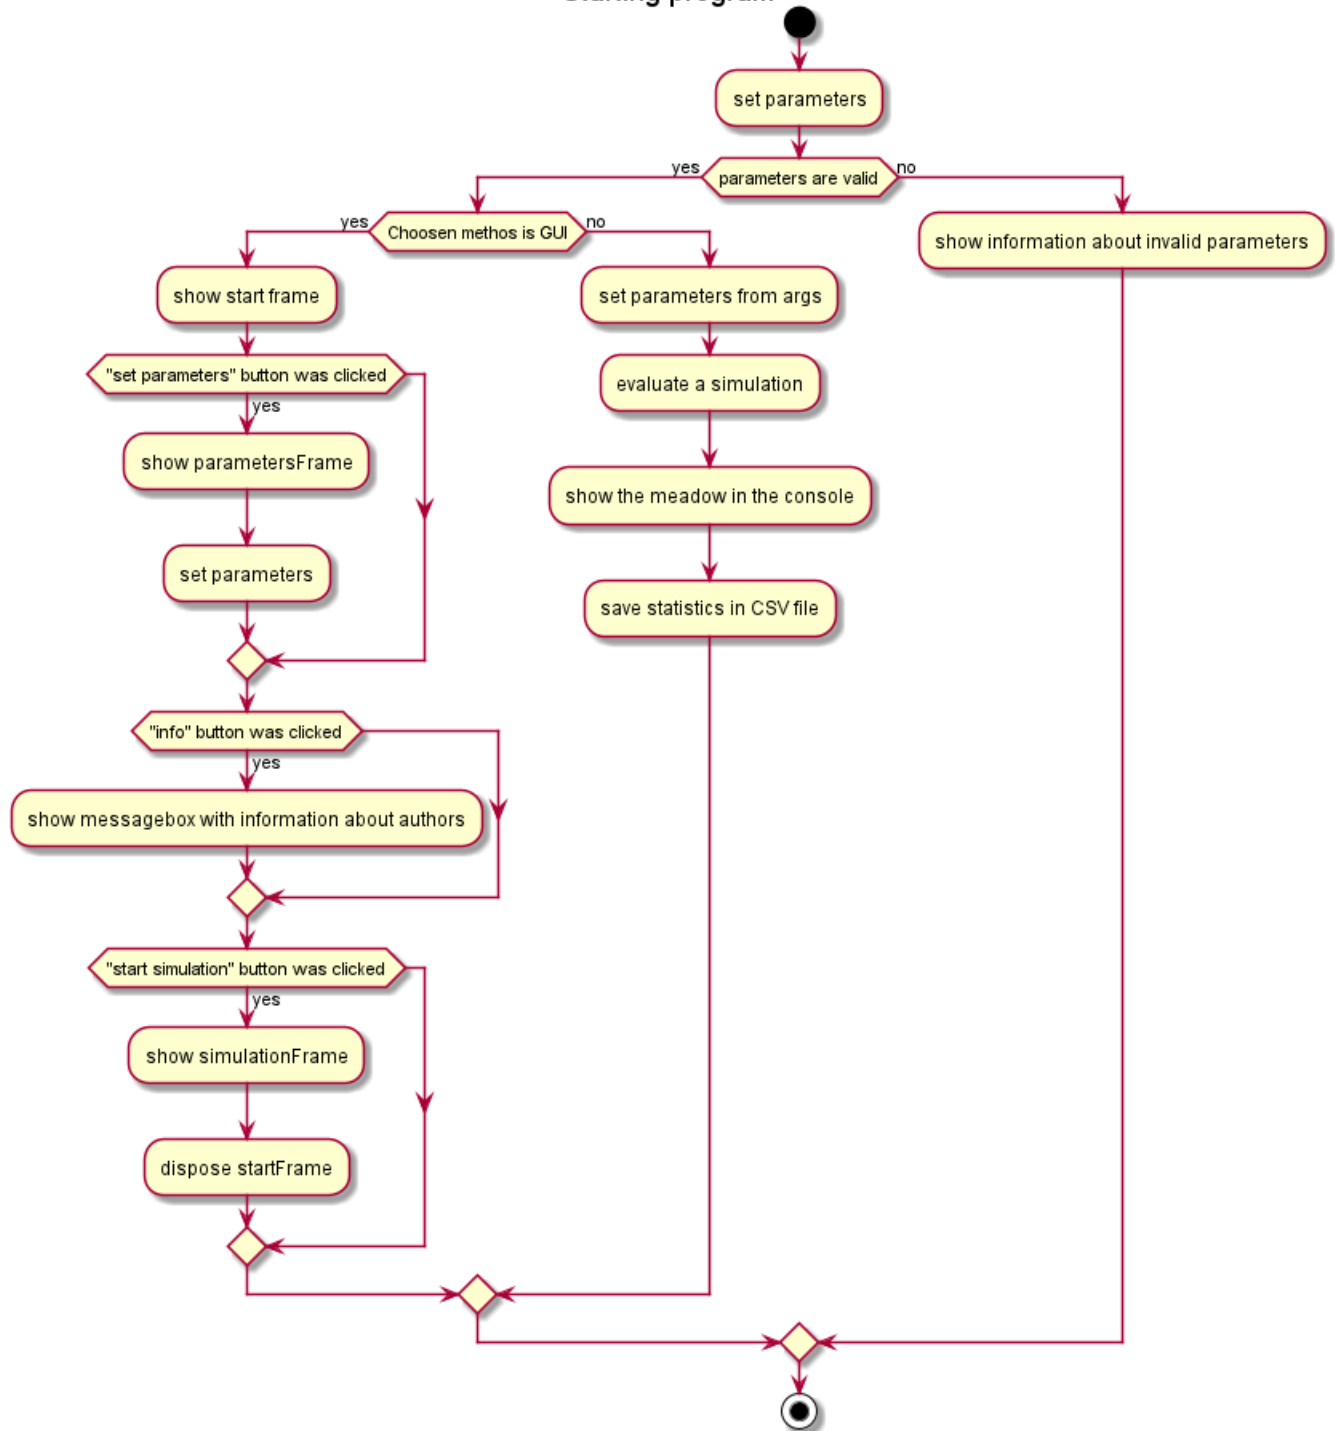 Starting program
set parameters
yes
parameters are valid
no
yes
Choosen methos is GUI
no
show information about invalid parameters
show start frame
set parameters from args
"set parameters" button was clicked
evaluate a simulation
yes
show parametersFrame
show the meadow in the console
set parameters
save statistics in CSV file
"info" button was clicked
yes
show messagebox with information about authors
"start simulation" button was clicked
yes
show simulationFrame
dispose startFrame